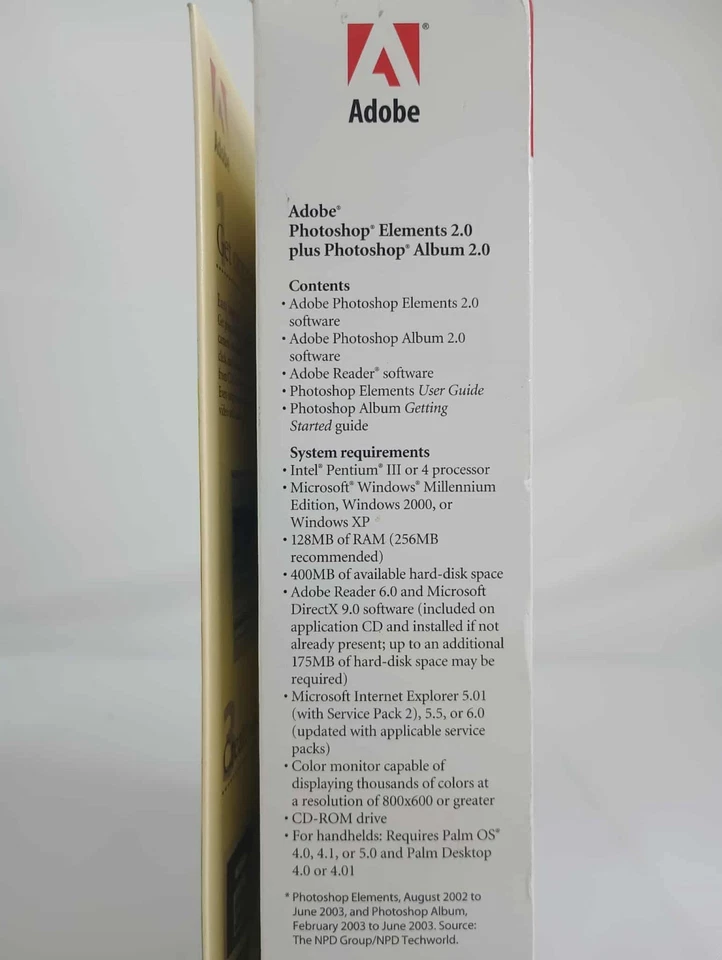 Adobe
Adobe®
Photoshop® Elements 2.0
plus Photoshop® Album 2.0
Contents
• Adobe Photoshop Elements 2.0
software
• Adobe Photoshop Album 2.0
software
• Adobe Reader® software
• Photoshop Elements User Guide
• Photoshop Album Getting
Started guide
System requirements
• Intel® Pentium® III or 4 processor
• Microsoft® Windows® Millennium
Edition, Windows 2000, or
Windows XP
• 128MB of RAM (256MB
recommended)
• 400MB of available hard-disk space
• Adobe Reader 6.0 and Microsoft
DirectX 9.0 software (included on
application CD and installed if not
already present; up to an additional
175MB of hard-disk space may be
required)
• Microsoft Internet Explorer 5.01
(with Service Pack 2), 5.5, or 6.0
(updated with applicable service
packs)
• Color monitor capable of
displaying thousands of colors at
a resolution of 800x600 or greater
• CD-ROM drive
• For handhelds: Requires Palm OS®
4.0, 4.1, or 5.0 and Palm Desktop
4.0 or 4.01
* Photoshop Elements, August 2002 to
June 2003, and Photoshop Album,
February 2003 to June 2003. Source:
The NPD Group/NPD Techworld.